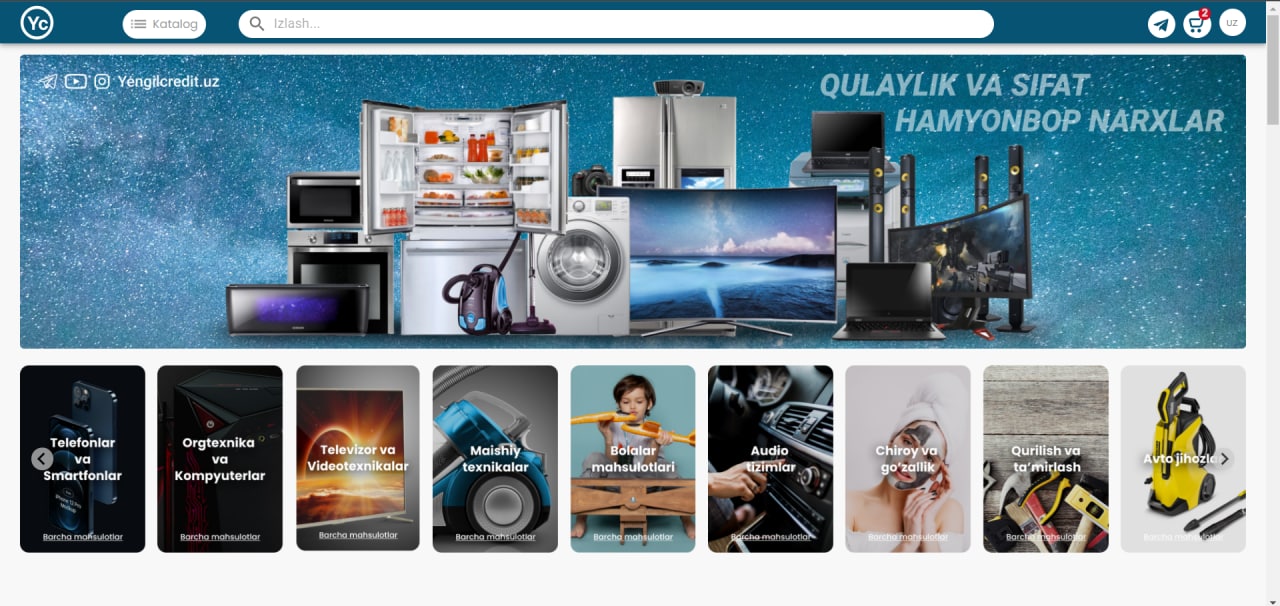 Yc
Katalog
Izlash...
2
UZ
Yengilcredit.uz
QULAYLIK VA SIFAT
HAMYONBOP NARXLAR
Telefonlar
va
Smartfonlar
Barcha mahsulotlar
Orgtexnika
va
Kompyuterlar
Barcha mahsulotlar
Televizor va
Videotexnikalar
Barcha mahsulotlar
Maishiy
texnikalar
Barcha mahsulotlar
Bolalar
mahsulotlari
Barcha mahsulotlar
Audio
tizimlar
Barcha mahsulotlar
Chiroy va
go‘zallik
Barcha mahsulotlar
Qurilish va
ta’mirlash
Barcha mahsulotlar
Avto jihozlar
Barcha mahsulotlar